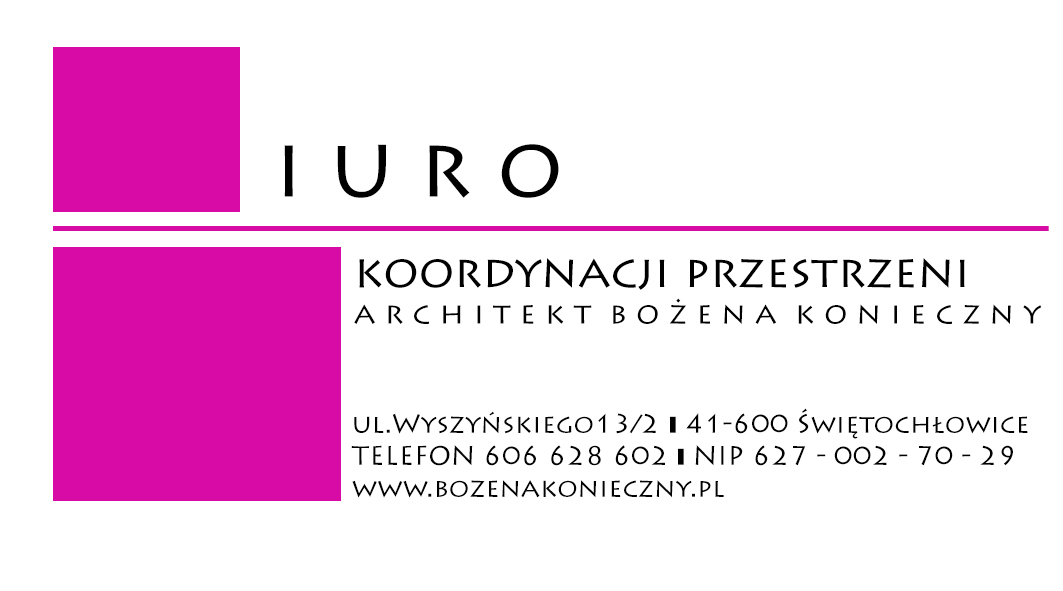 IURO
KOORDYNACJI PRZESTRZENI
ARCHITEKT BOŻENA KONIECZNY
UL.WYSZYŃSKIEGO13/2 ▮ 41-600 ŚWIĘTOCHŁOWICE
TELEFON 606 628 602 ▮ NIP 627 - 002 - 70 - 29
WWW.BOZENAKONIECZNY.PL